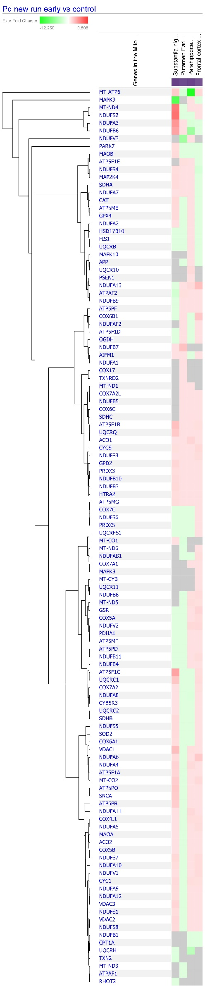 Pd new run early vs control
Expr Fold Change
-12.256 8.508
Genes in the Mito...
Substantia nig...
Putamen Earl...
Parahippoca...
Frontal cortex ...
MT-ATP6
MAPK9
MT-ND4
NDUFS2
NDUFA3
NDUFB6
NDUFV3
PARK7
MAOB
ATP5F1E
NDUFS4
MAP2K4
SDHA
NDUFA7
CAT
ATP5ME
GPX4
NDUFA2
HSD17B10
FIS1
UQCRB
MAPK10
APP
UQCR10
PSEN1
NDUFA13
ATPAF2
NDUFB9
ATP5PF
COX6B1
NDUFAF2
ATP5F1D
OGDH
NDUFB7
AIFM1
NDUFA1
COX17
TXNRD2
MT-ND1
COX7A2L
NDUFB5
COX6C
SDHC
ATP5F1B
UQCRQ
ACO1
CYCS
NDUFS3
GPD2
PRDX3
NDUFB10
NDUFB3
HTRA2
ATP5MG
COX7C
NDUFS6
PRDX5
UQCRFS1
MT-CO1
MT-ND6
NDUFAB1
COX7A1
MAPK8
MT-CYB
UQCR11
NDUFB8
MT-ND5
GSR
COX5A
NDUFV2
PDHA1
ATP5MF
ATP5PD
NDUFB11
NDUFB4
ATP5F1C
UQCRC1
COX7A2
NDUFA8
CYB5R3
UQCRC2
SDHB
NDUFS5
SOD2
COX6A1
VDAC1
NDUFA6
NDUFA4
ATP5F1A
MT-CO2
ATP5PO
SNCA
ATP5PB
NDUFA11
COX4I1
NDUFA5
MAOA
ACO2
COX5B
NDUFS7
NDUFA10
NDUFV1
CYC1
NDUFA9
NDUFA12
VDAC3
NDUFS1
VDAC2
NDUFS8
NDUFB1
CPT1A
UQCRH
TXN2
MT-ND3
ATPAF1
RHOT2